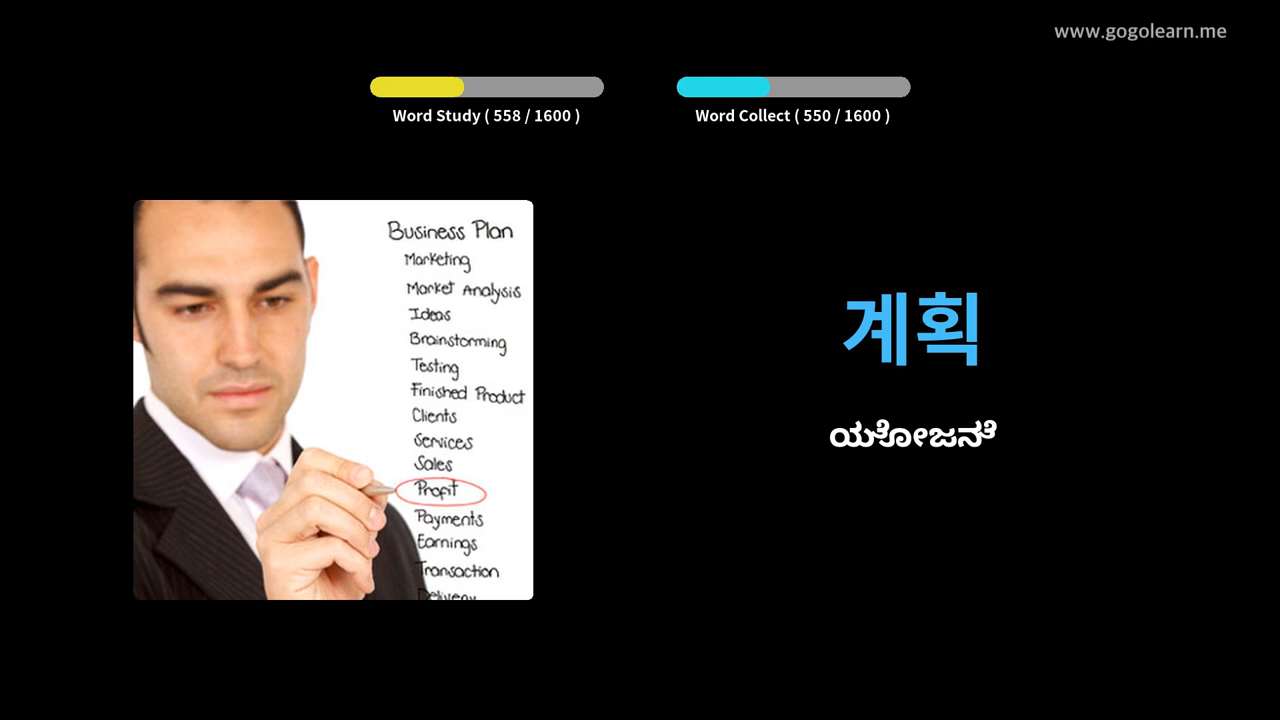 www.gogolearn.me
Word Study ( 558 / 1600 )
Word Collect ( 550 / 1600 )
Business Plan
Marketing
Market Analysis
Ideas
Brainstorming
Testing
Finished Product
Clients
Services
Sales
Profit
Payments
Earnings
Transaction
Delivery
계획
ಯೋಜನೆ